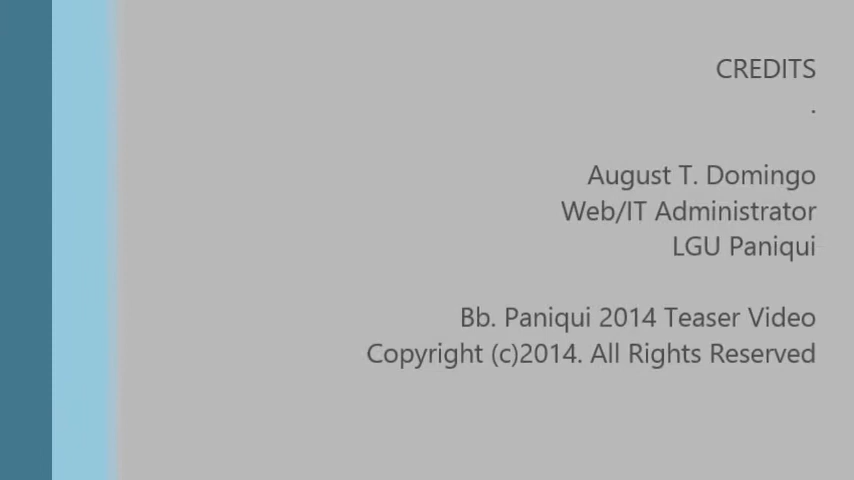 CREDITS
.
August T. Domingo
Web/IT Administrator
LGU Paniqui
Bb. Paniqui 2014 Teaser Video
Copyright (c)2014. All Rights Reserved